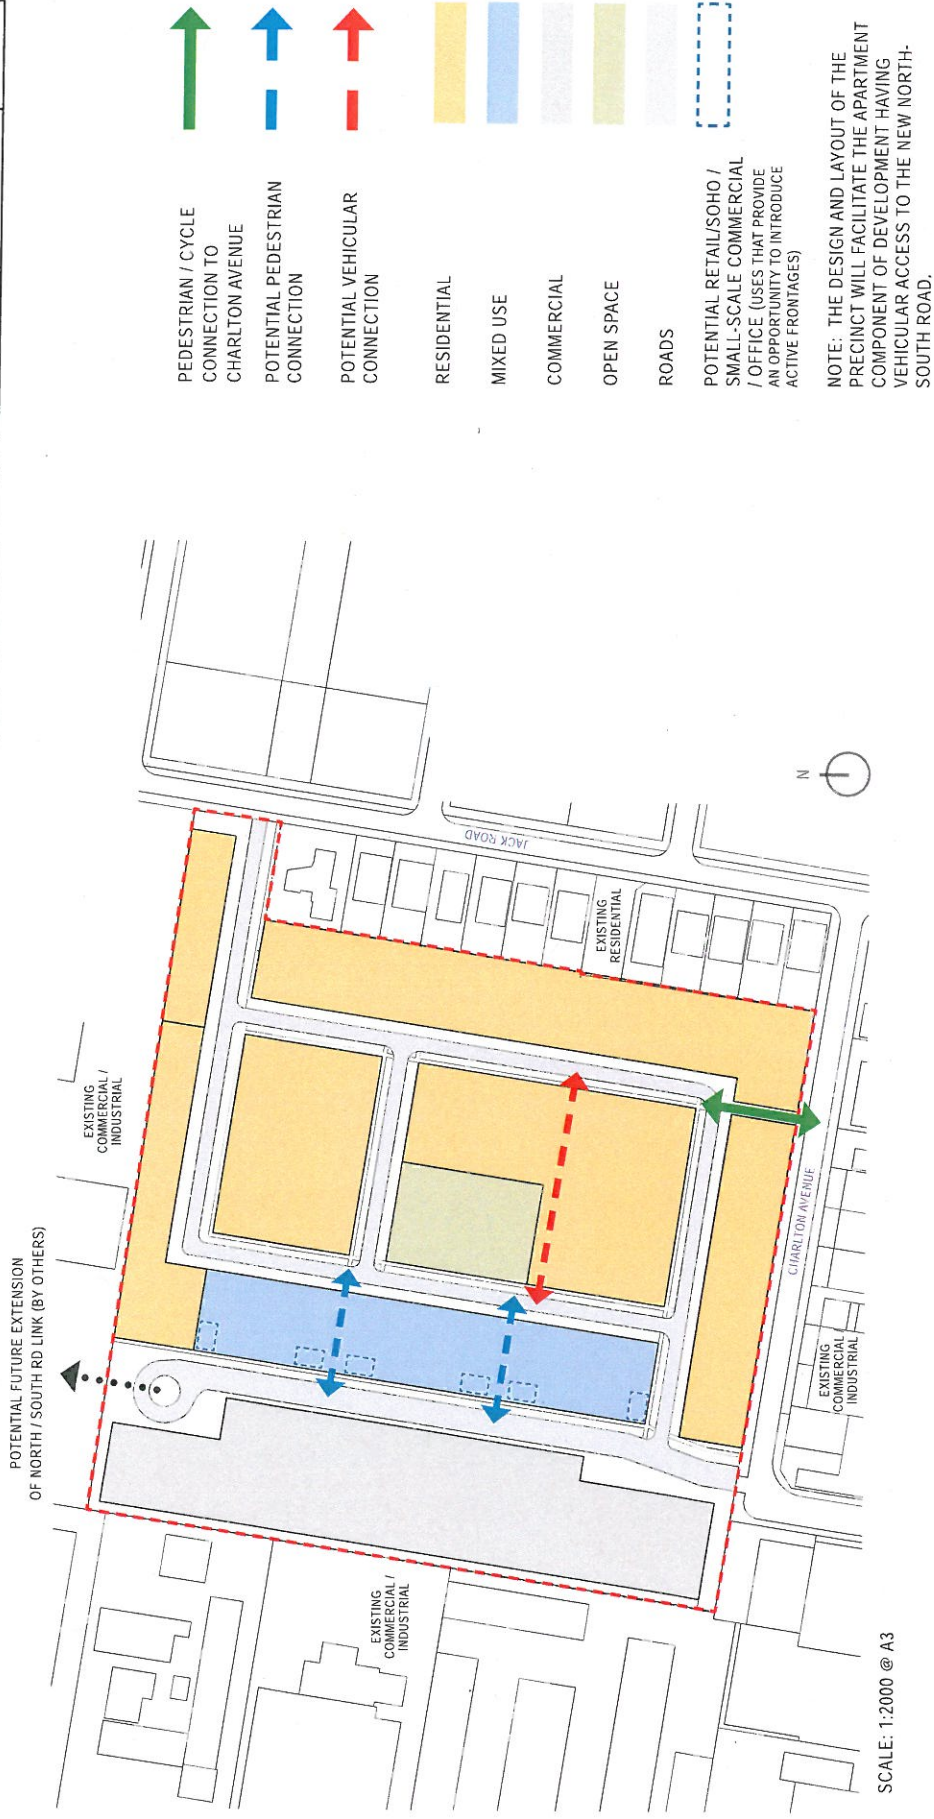 POTENTIAL FUTURE EXTENSION
OF NORTH / SOUTH RD LINK (BY OTHERS)
EXISTING
COMMERCIAL /
INDUSTRIAL
EXISTING
COMMERCIAL /
INDUSTRIAL
JACK ROAD
EXISTING
RESIDENTIAL
CHARLTON AVENUE
EXISTING
COMMERCIAL
INDUSTRIAL
N
SCALE: 1:2000 @ A3
PEDESTRIAN / CYCLE
CONNECTION TO
CHARLTON AVENUE
POTENTIAL PEDESTRIAN
CONNECTION
POTENTIAL VEHICULAR
CONNECTION
RESIDENTIAL
MIXED USE
COMMERCIAL
OPEN SPACE
ROADS
POTENTIAL RETAIL/SOHO /
SMALL-SCALE COMMERCIAL
/ OFFICE (USES THAT PROVIDE
AN OPPORTUNITY TO INTRODUCE
ACTIVE FRONTAGES)
NOTE: THE DESIGN AND LAYOUT OF THE
PRECINCT WILL FACILITATE THE APARTMENT
COMPONENT OF DEVELOPMENT HAVING
VEHICULAR ACCESS TO THE NEW NORTH-
SOUTH ROAD.